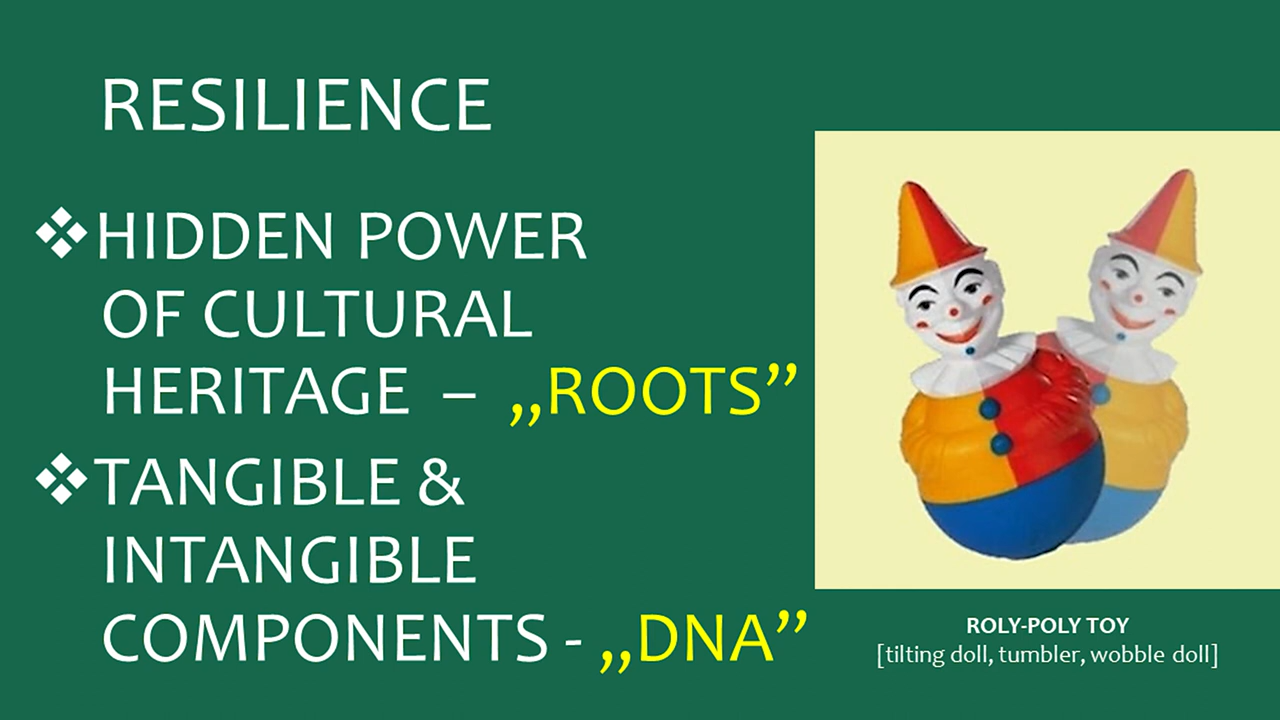 RESILIENCE
❖HIDDEN POWER
OF CULTURAL
HERITAGE – „ROOTS”
❖TANGIBLE &
INTANGIBLE
COMPONENTS - „DNA”
ROLY-POLY TOY
[tilting doll, tumbler, wobble doll]